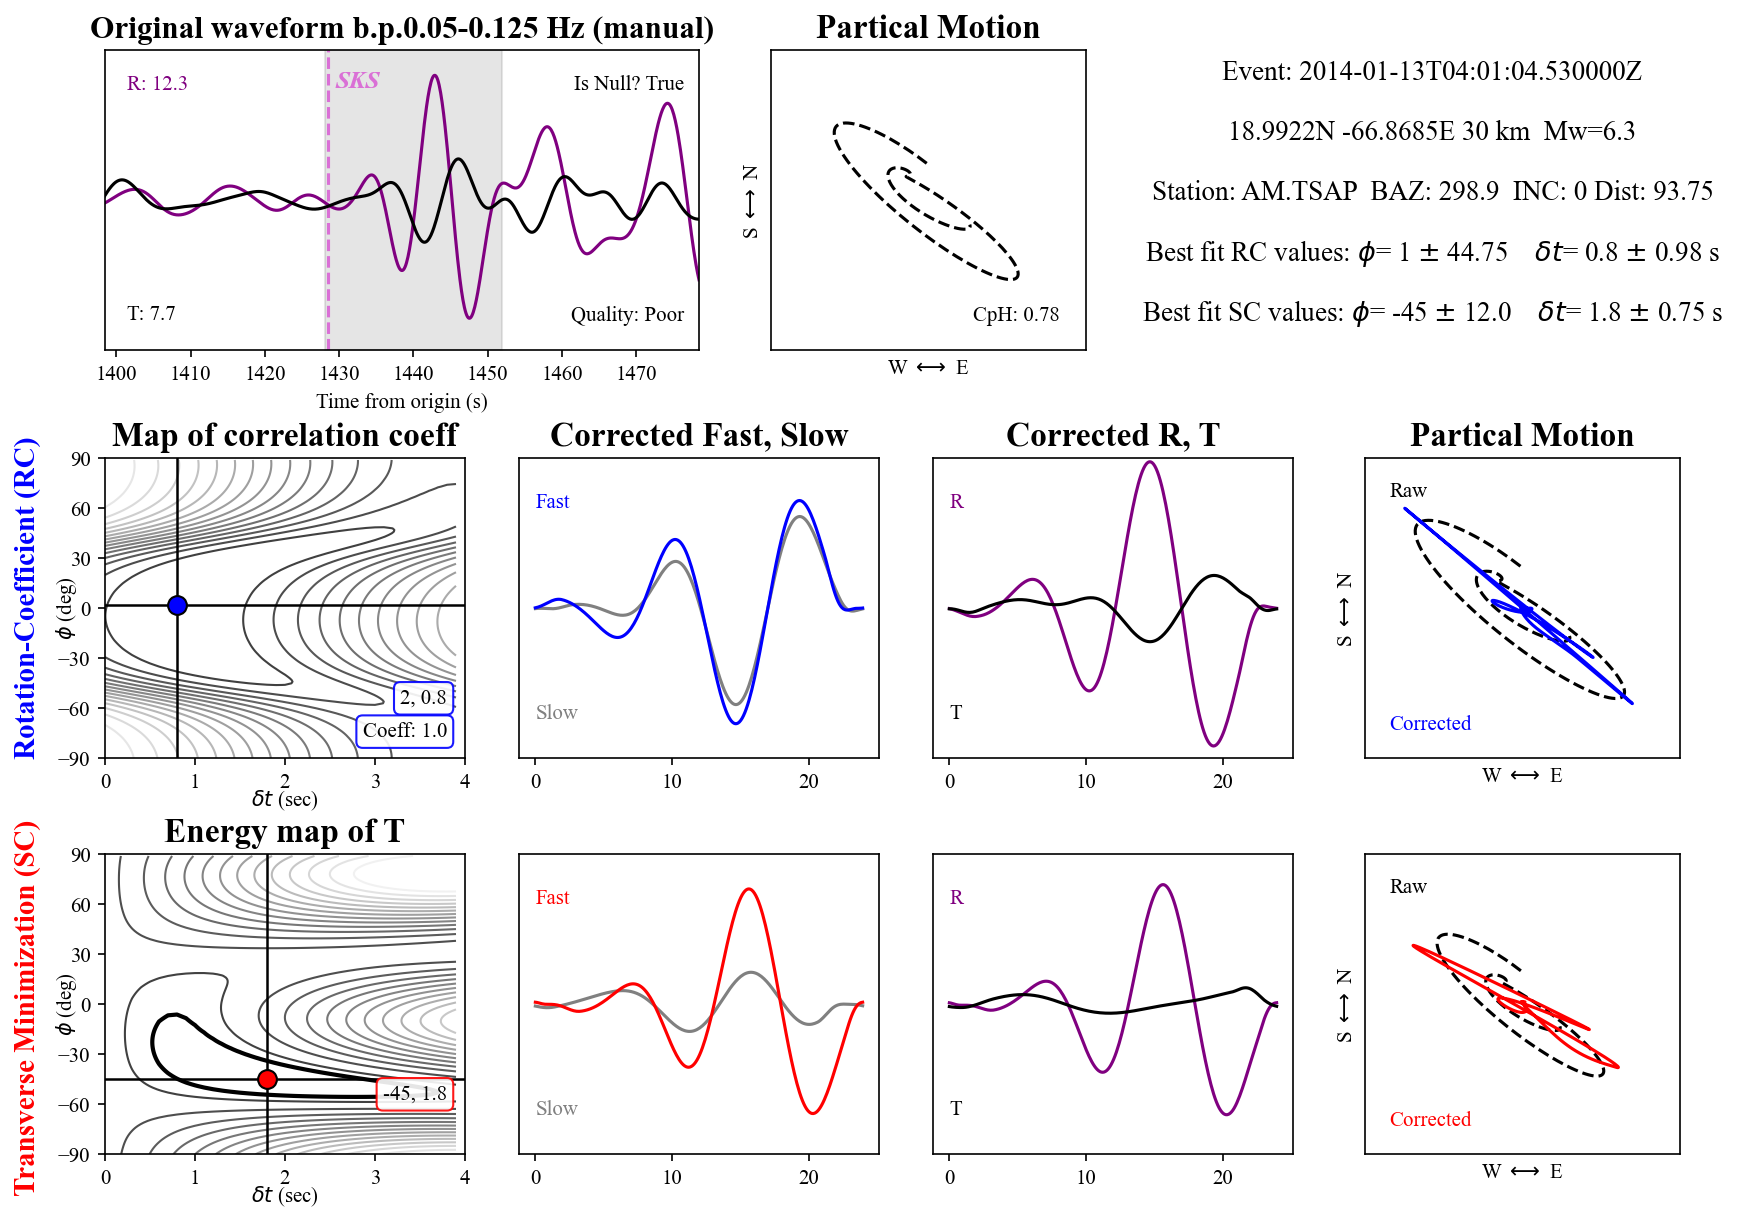 Original waveform b.p.0.05-0.125 Hz (manual)
R: 12.3
SKS
Is Null? True
T: 7.7
Quality: Poor
1400 1410 1420 1430 1440 1450 1460 1470
Time from origin (s)
Partical Motion
S ⟷ N
CpH: 0.78
W ⟷ E
Event: 2014-01-13T04:01:04.530000Z
18.9922N -66.8685E 30 km Mw=6.3
Station: AM.TSAP BAZ: 298.9 INC: 0 Dist: 93.75
Best fit RC values: ϕ= 1 ± 44.75 δt= 0.8 ± 0.98 s
Best fit SC values: ϕ= -45 ± 12.0 δt= 1.8 ± 0.75 s
Rotation-Coefficient (RC)
Map of correlation coeff
ϕ (deg)
90
60
30
0
−30
−60
−90
2, 0.8
Coeff: 1.0
0 1 2 3 4
δt (sec)
Corrected Fast, Slow
Fast
Slow
0 10 20
Corrected R, T
R
T
0 10 20
Partical Motion
Raw
S ⟷ N
Corrected
W ⟷ E
Transverse Minimization (SC)
Energy map of T
ϕ (deg)
90
60
30
0
−30
−60
−90
-45, 1.8
0 1 2 3 4
δt (sec)
Fast
Slow
0 10 20
R
T
0 10 20
Raw
S ⟷ N
Corrected
W ⟷ E